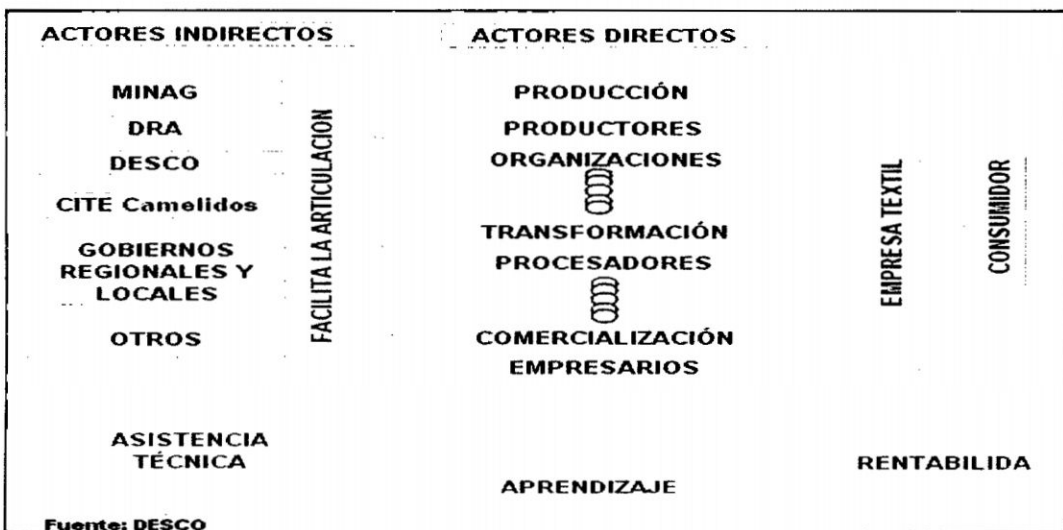 ACTORES INDIRECTOS
MINAG
DRA
DESCO
CITE Camelidos
GOBIERNOS
REGIONALES Y
LOCALES
OTROS
FACILITA LA ARTICULACION
ACTORES DIRECTOS
PRODUCCIÓN
PRODUCTORES
ORGANIZACIONES
TRANSFORMACIÓN
PROCESADORES
COMERCIALIZACIÓN
EMPRESARIOS
EMPRESA TEXTIL
CONSUMIDOR
ASISTENCIA
TÉCNICA
APRENDIZAJE
RENTABILIDA
Fuente: DESCO